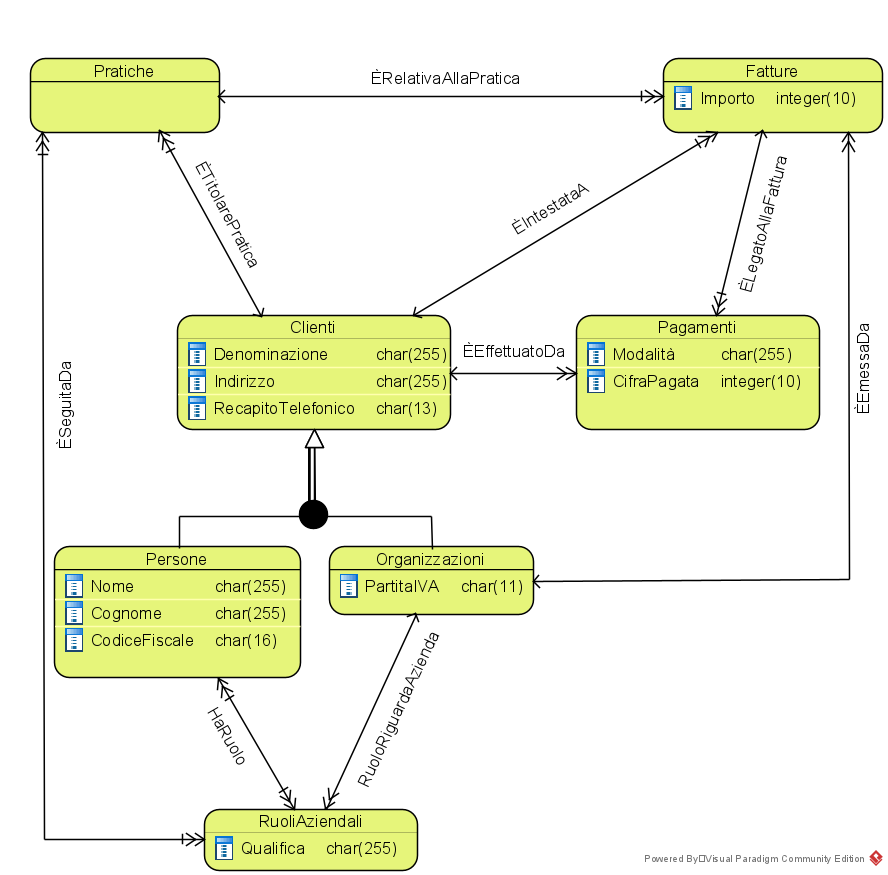 Pratiche
Fatture
Importo integer(10)
ÈRelativaAllaPratica
ÈTitolarePratica
ÈIntestataA
ÈLegatoAllaFattura
Clienti
Denominazione char(255)
Indirizzo char(255)
RecapitoTelefonico char(13)
ÈEffettuatoDa
Pagamenti
Modalità char(255)
CifraPagata integer(10)
ÈSeguitaDa
ÈEmessaDa
Persone
Nome char(255)
Cognome char(255)
CodiceFiscale char(16)
Organizzazioni
PartitaIVA char(11)
HaRuolo
RuoloRiguardaAzienda
RuoliAziendali
Qualifica char(255)
Powered By□Visual Paradigm Community Edition